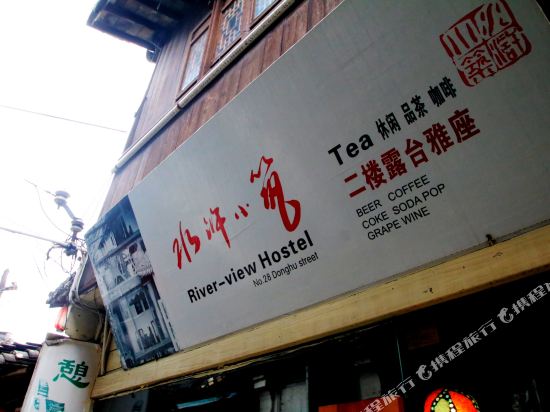 水浒小筑
River-view Hostel
No.28 Donghu street
Tea 休闲 品茶 咖啡
二楼露台雅座
BEER COFFEE
COKE SODA POP
GRAPE WINE
憩
携程旅行
携程旅行